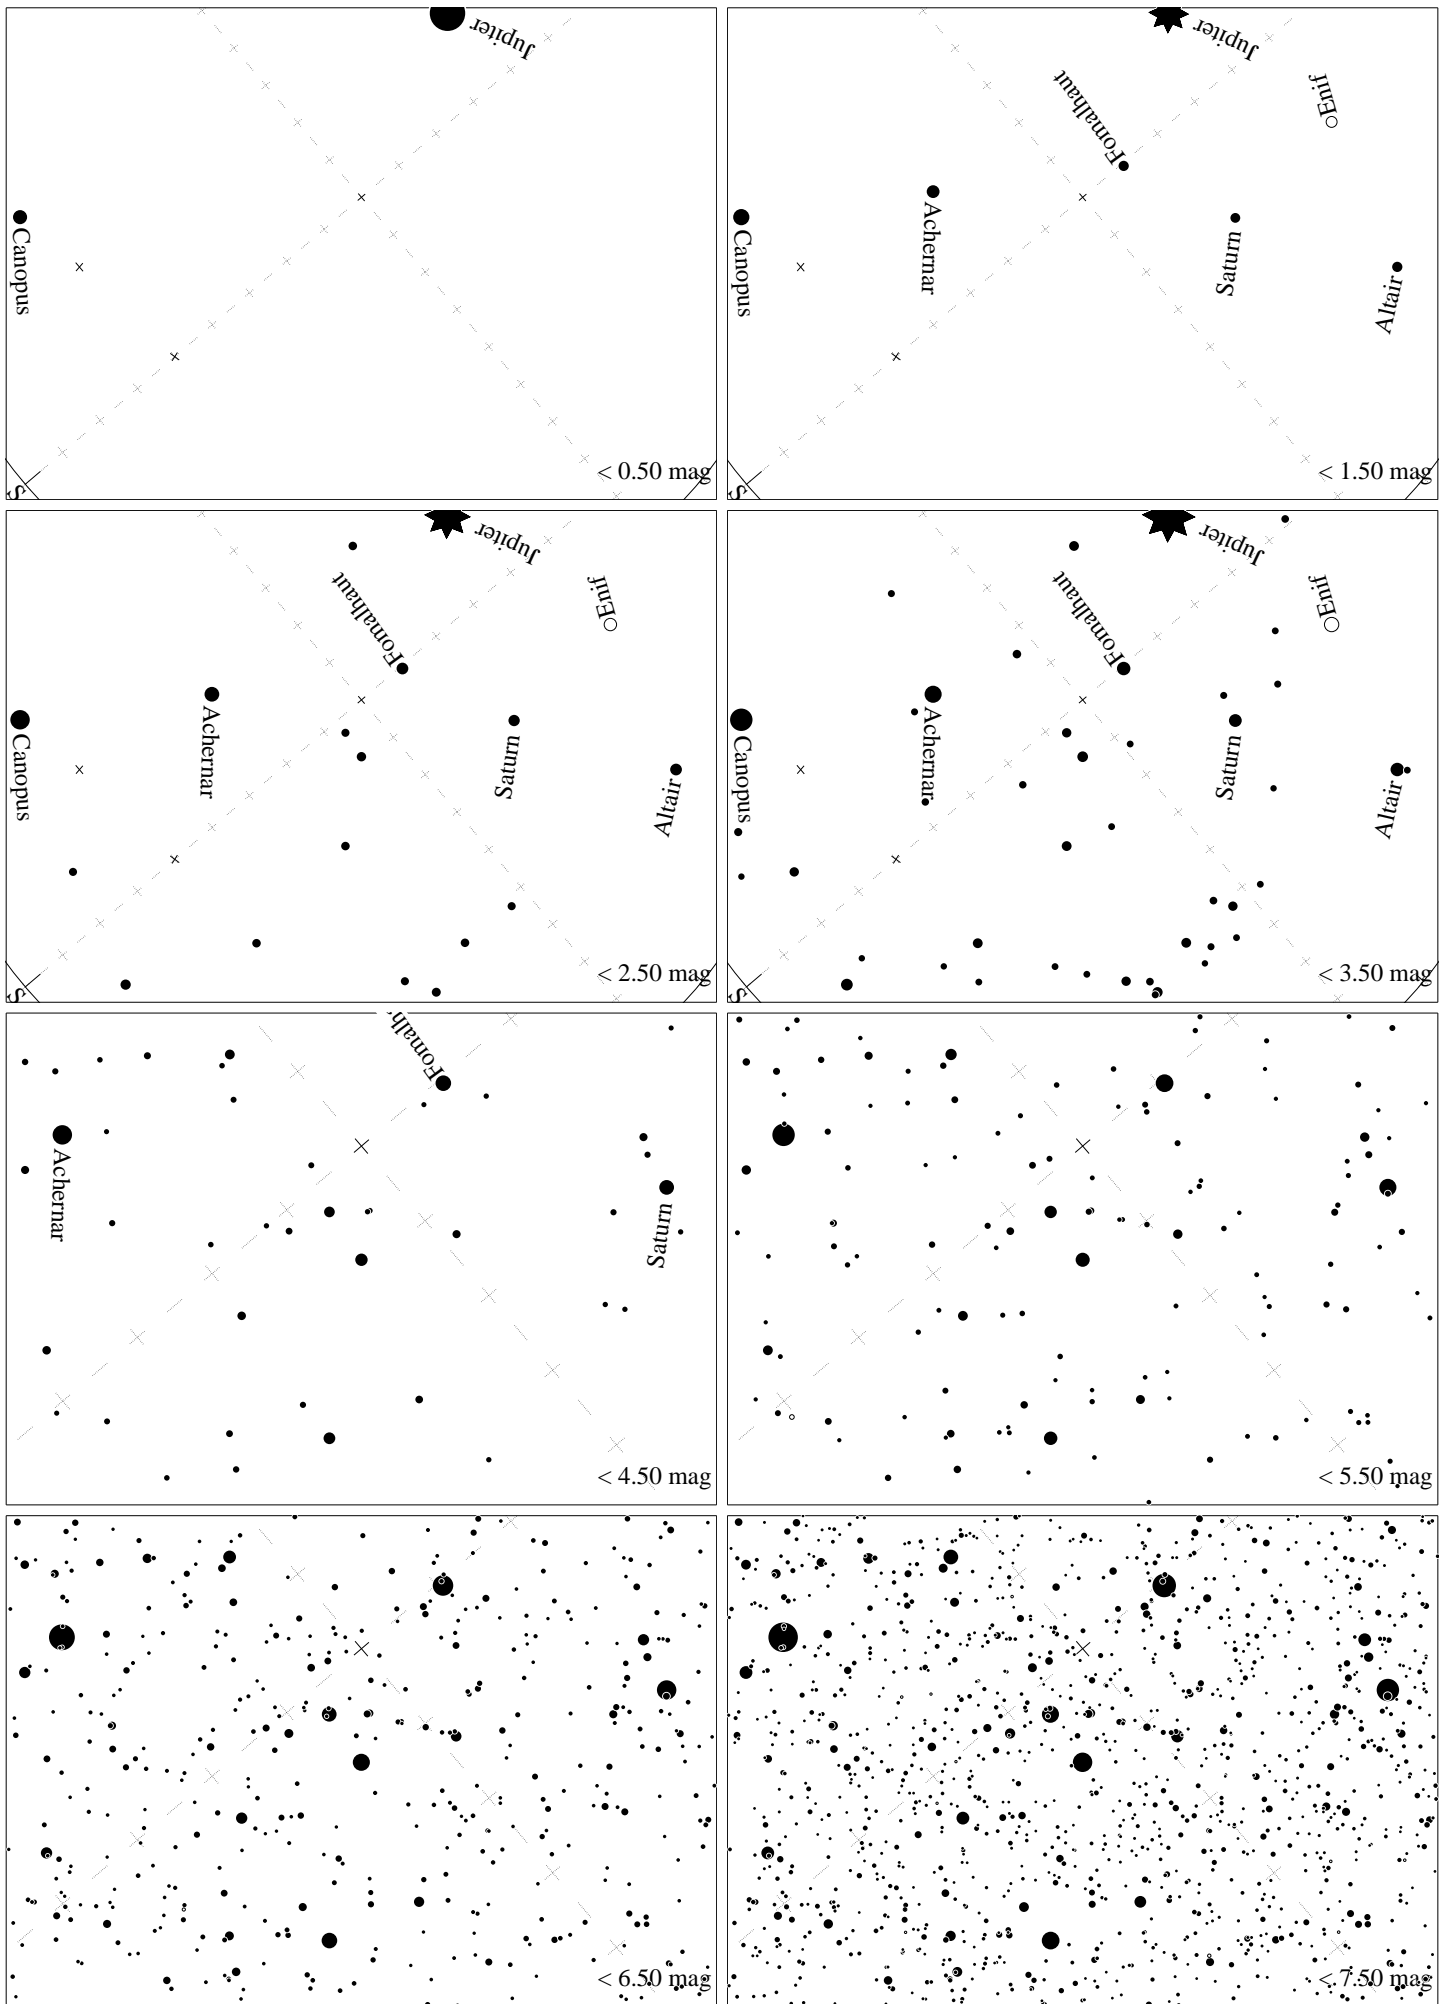 Jupiter
Canopus
S
< 0.50 mag
Jupiter
Fomalhaut
Enif
Achernar
Canopus
Saturn
Altair
S
< 1.50 mag
Jupiter
Fomalhaut
Enif
Achernar
Canopus
Saturn
Altair
S
< 2.50 mag
Jupiter
Fomalhaut
Enif
Achernar
Canopus
Saturn
Altair
S
< 3.50 mag
Fomalh
Achernar
Saturn
< 4.50 mag
< 5.50 mag
< 6.50 mag
< 7.50 mag